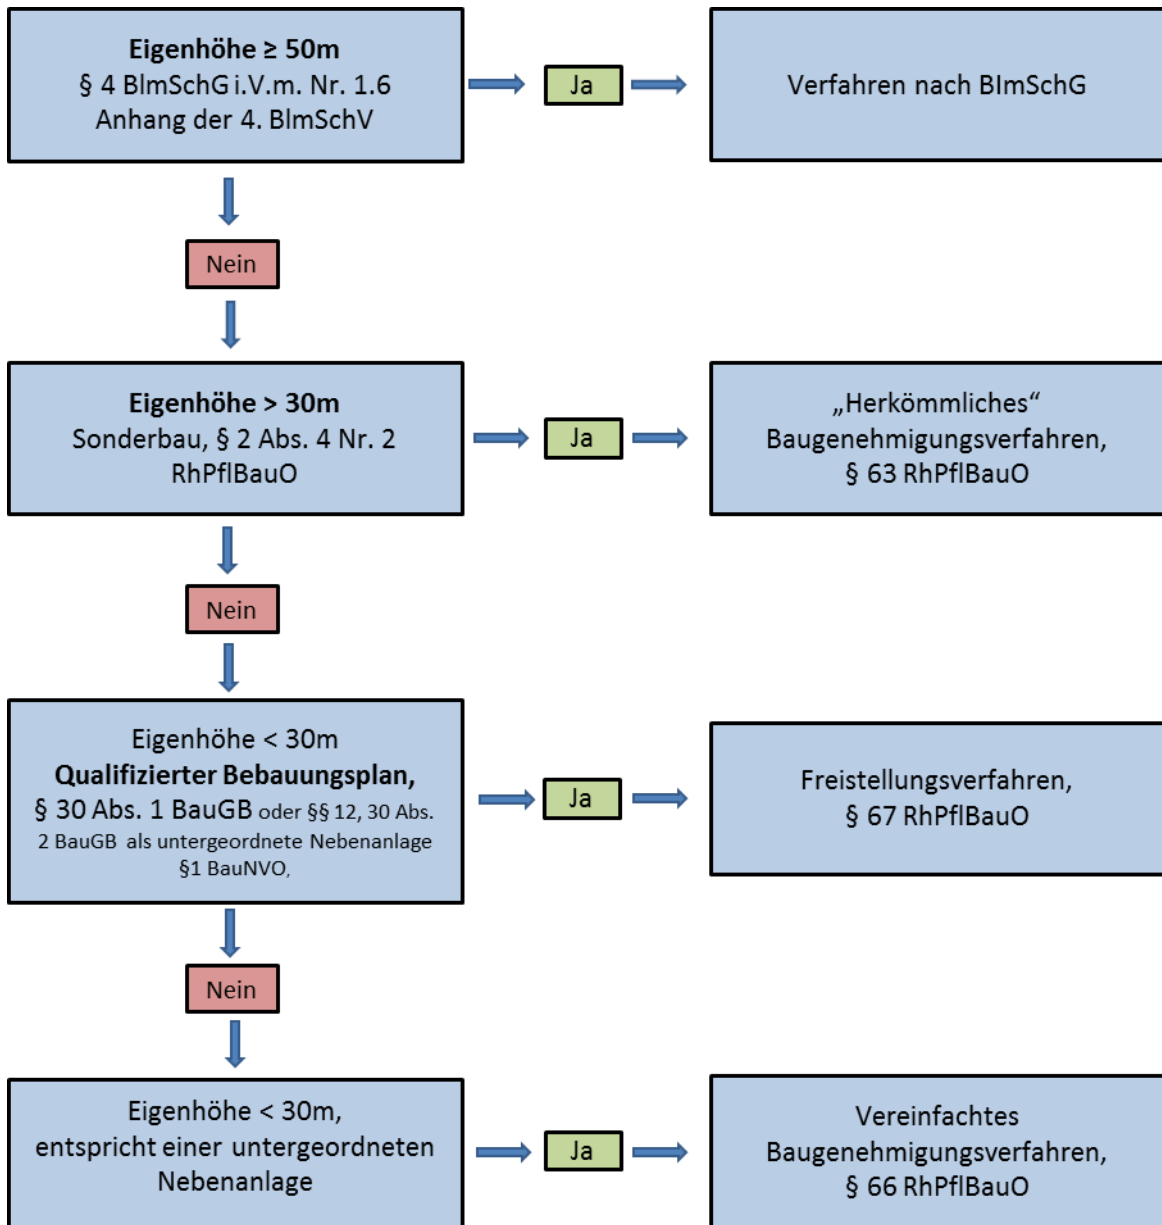 Eigenhöhe ≥ 50m
§ 4 BImSchG i.V.m. Nr. 1.6
Anhang der 4. BImSchV
Ja
Verfahren nach BImSchG
Nein
Eigenhöhe > 30m
Sonderbau, § 2 Abs. 4 Nr. 2
RhPflBauO
Ja
„Herkömmliches“
Baugenehmigungsverfahren,
§ 63 RhPflBauO
Nein
Eigenhöhe < 30m
Qualifizierter Bebauungsplan,
§ 30 Abs. 1 BauGB oder §§ 12, 30 Abs.
2 BauGB als untergeordnete Nebenanlage
§1 BauNVO,
Ja
Freistellungsverfahren,
§ 67 RhPflBauO
Nein
Eigenhöhe < 30m,
entspricht einer untergeordneten
Nebenanlage
Ja
Vereinfachtes
Baugenehmigungsverfahren,
§ 66 RhPflBauO